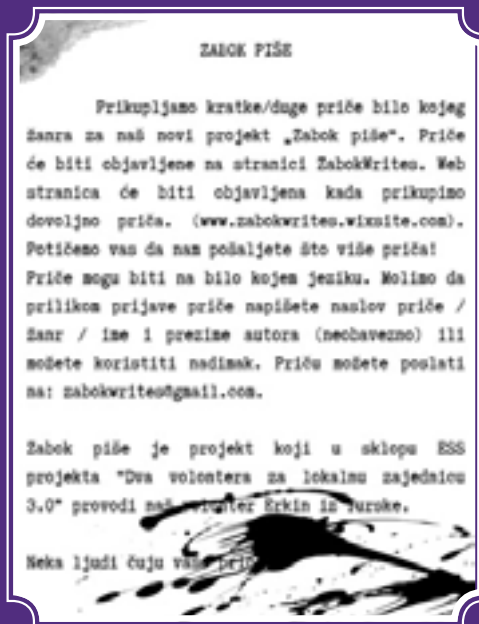 ZABOK PIŠE
Prikupljamo kratke/duge priče bilo kojeg
žanra za naš novi projekt „Zabok piše“. Priče
će biti objavljene na stranici ZabokWrites. Web
stranica će biti objavljena kada prikupimo
dovoljno priča. (www.zabokwrites.wixsite.com).
Potičemo vas da nam pošaljete što više priča!
Priče mogu biti na bilo kojem jeziku. Molimo da
prilikom prijave priče napišete naslov priče /
žanr / ime i prezime autora (neobavezno) ili
možete koristiti nadimak. Priču možete poslati
na: zabokwrites@gmail.com.
Zabok piše je projekt koji u sklopu ESS
projekta "Dva volontera za lokalnu zajednicu
3.0" provodi naš volonter Erkin iz Turske.
Neka ljudi čuju